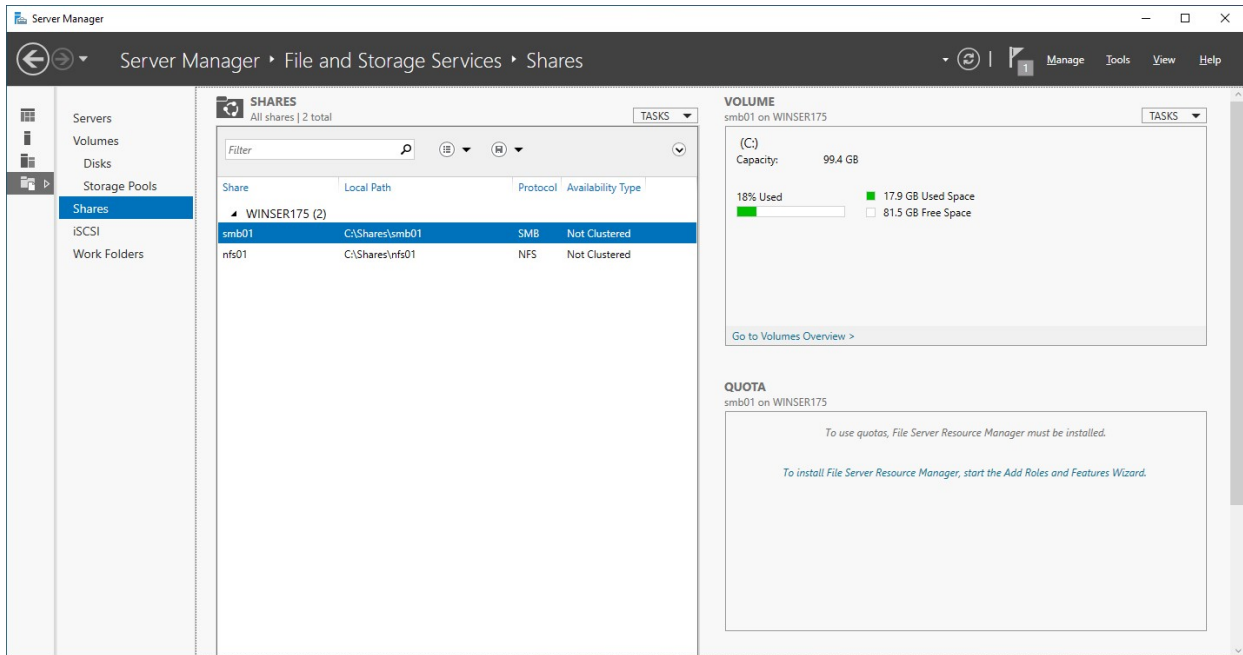 Server Manager
Server Manager ‣ File and Storage Services ‣ Shares
1
Manage Tools View Help
Servers
Volumes
Disks
Storage Pools
Shares
iSCSI
Work Folders
SHARES
All shares | 2 total
TASKS
Filter
Share Local Path Protocol Availability Type
WINSER175 (2)
smb01 C:\Shares\smb01 SMB Not Clustered
nfs01 C:\Shares\nfs01 NFS Not Clustered
VOLUME
smb01 on WINSER175
TASKS
(C:)
Capacity: 99.4 GB
18% Used
17.9 GB Used Space
81.5 GB Free Space
Go to Volumes Overview >
QUOTA
smb01 on WINSER175
To use quotas, File Server Resource Manager must be installed.
To install File Server Resource Manager, start the Add Roles and Features Wizard.